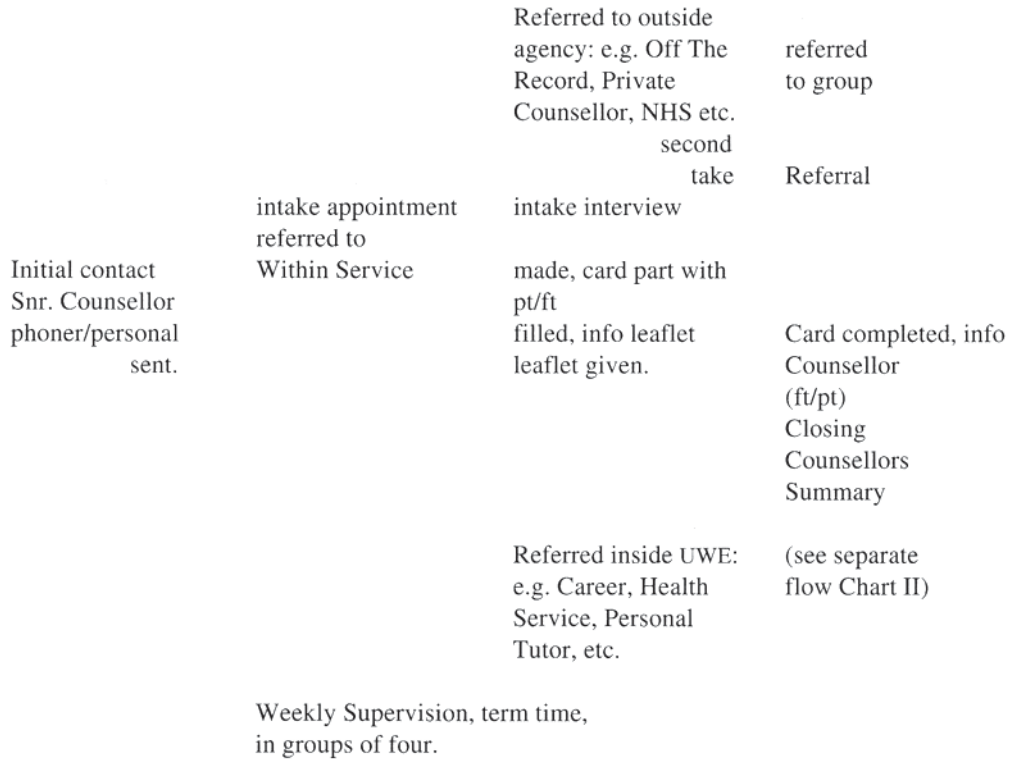 Referred to outside
agency: e.g. Off The referred
Record, Private to group
Counsellor, NHS etc.
second
take Referral
intake appointment intake interview
referred to
Initial contact Within Service made, card part with
Snr. Counsellor pt/ft
phoner/personal filled, info leaflet Card completed, info
sent. leaflet given. Counsellor
(ft/pt)
Closing
Counsellors
Summary
Referred inside UWE: (see separate
e.g. Career, Health flow Chart II)
Service, Personal
Tutor, etc.
Weekly Supervision, term time,
in groups of four.